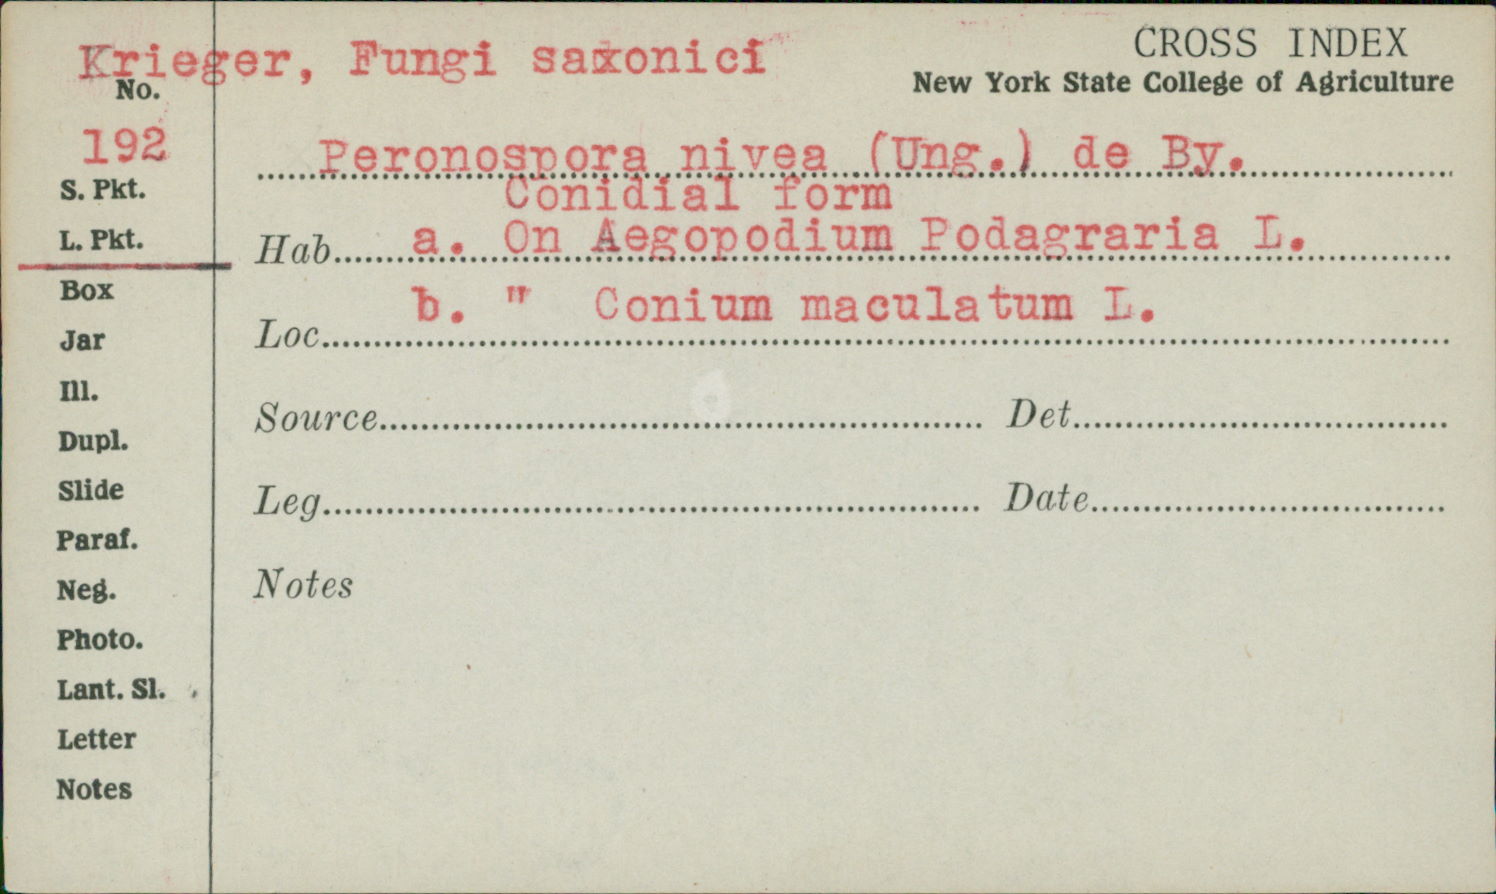 CROSS INDEX
Krieger, Fungi saxonici
New York State College of Agriculture
No.
192
Peronospora nivea (Ung.) de By.
S. Pkt.
Conidial form
L. Pkt.
Hab. a. On Aegopodium Podagraria L.
Box
b. " Conium maculatum L.
Jar
Loc.
Ill.
Source
Det.
Dupl.
Slide
Leg.
Date
Paraf.
Neg.
Notes
Photo.
Lant. Sl.
Letter
Notes